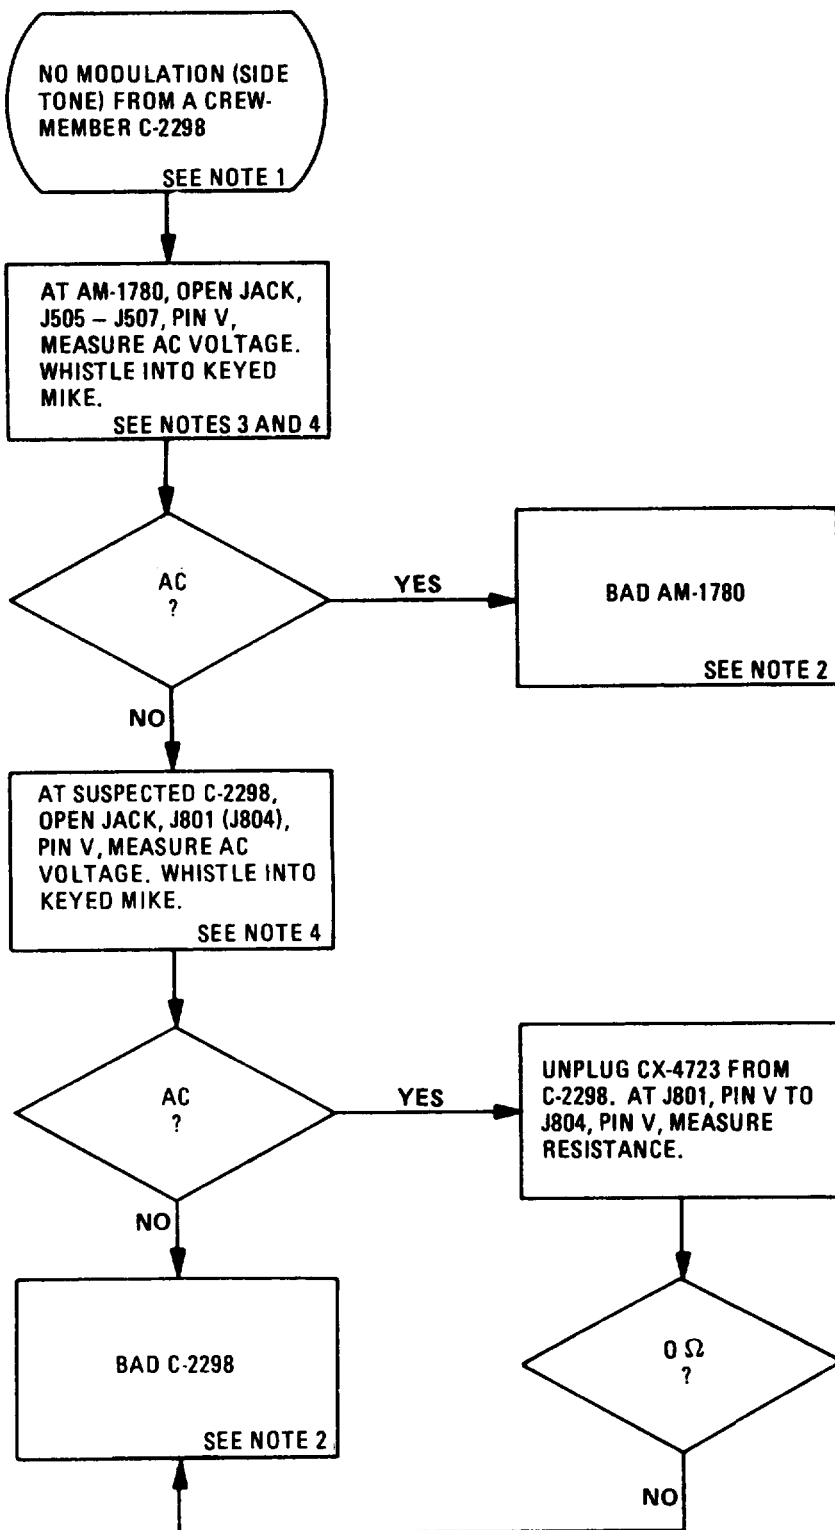 NO MODULATION (SIDE
TONE) FROM A CREW-
MEMBER C-2298
SEE NOTE 1
AT AM-1780, OPEN JACK,
J505 – J507, PIN V,
MEASURE AC VOLTAGE.
WHISTLE INTO KEYED
MIKE.
SEE NOTES 3 AND 4
AC
?
YES
BAD AM-1780
SEE NOTE 2
NO
AT SUSPECTED C-2298,
OPEN JACK, J801 (J804),
PIN V, MEASURE AC
VOLTAGE. WHISTLE INTO
KEYED MIKE.
SEE NOTE 4
AC
?
YES
UNPLUG CX-4723 FROM
C-2298. AT J801, PIN V TO
J804, PIN V, MEASURE
RESISTANCE.
NO
BAD C-2298
SEE NOTE 2
0 Ω
?
NO